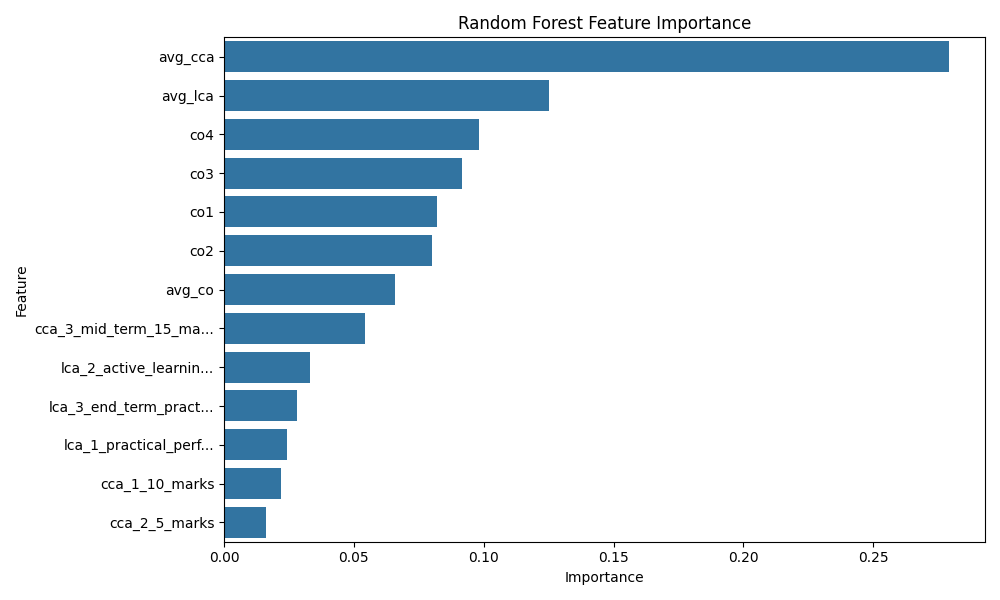 Random Forest Feature Importance
Feature
avg_cca
avg_lca
co4
co3
co1
co2
avg_co
cca_3_mid_term_15_ma...
lca_2_active_learnin...
lca_3_end_term_pract...
lca_1_practical_perf...
cca_1_10_marks
cca_2_5_marks
0.00 0.05 0.10 0.15 0.20 0.25
Importance